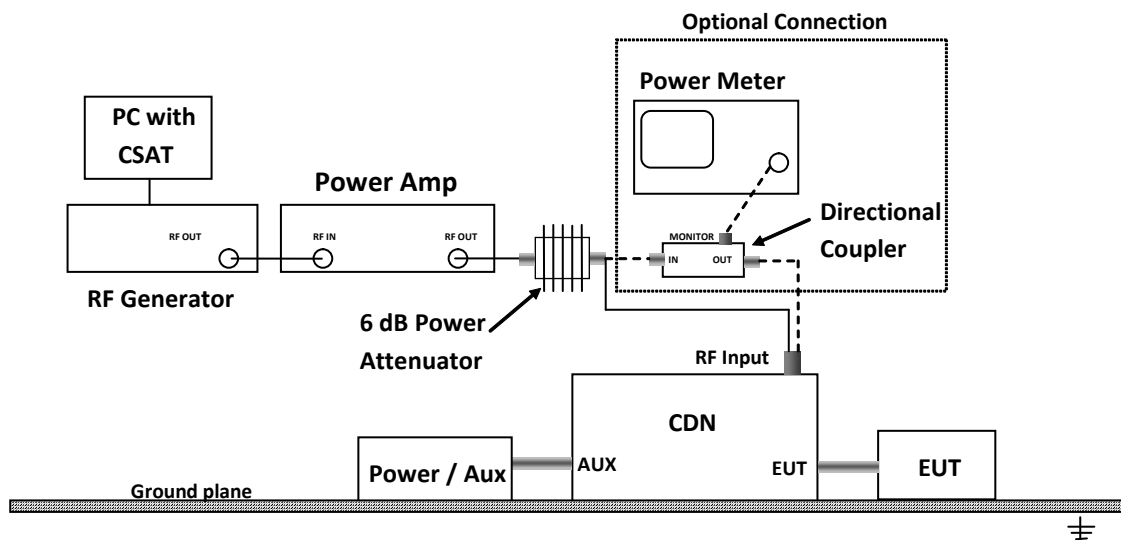 Optional Connection
Power Meter
PC with
CSAT
Power Amp
Directional
Coupler
RF OUT
RF IN
RF OUT
MONITOR
IN
OUT
RF Generator
6 dB Power
Attenuator
RF Input
CDN
Power / Aux
AUX
EUT
EUT
Ground plane